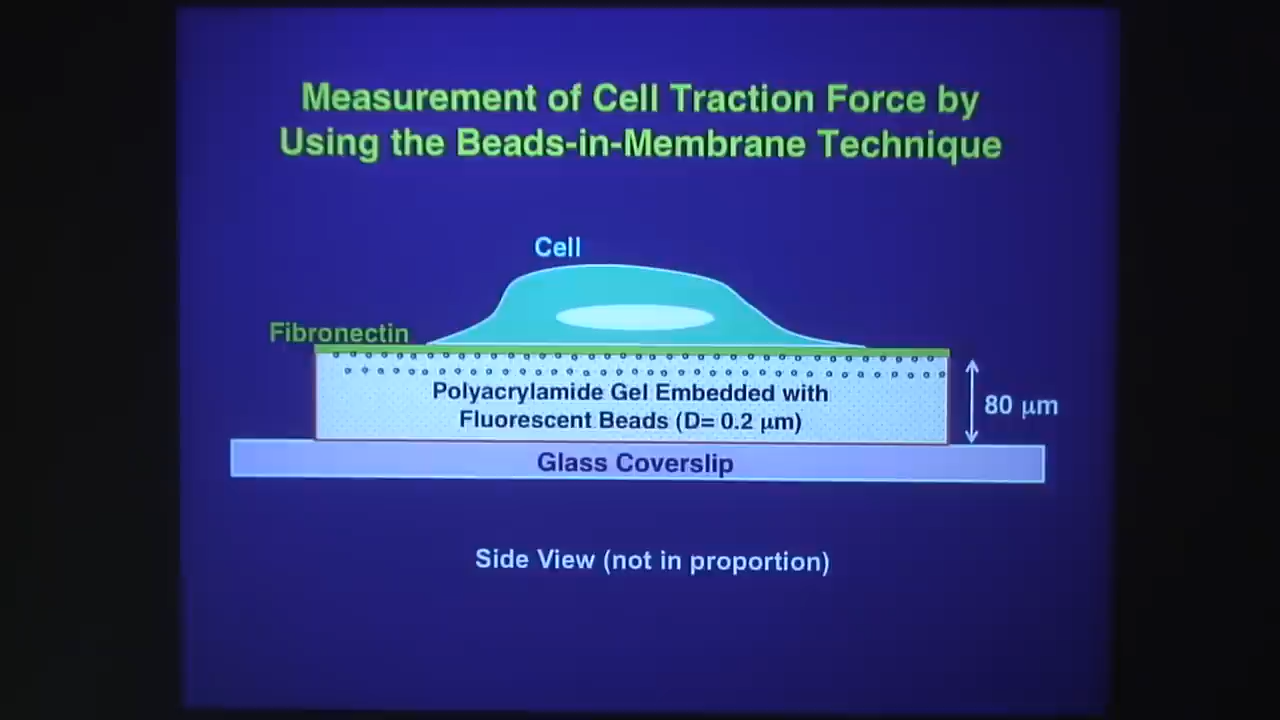 Measurement of Cell Traction Force by
Using the Beads-in-Membrane Technique
Cell
Fibronectin
Polyacrylamide Gel Embedded with
Fluorescent Beads (D= 0.2 μm)
80 μm
Glass Coverslip
Side View (not in proportion)